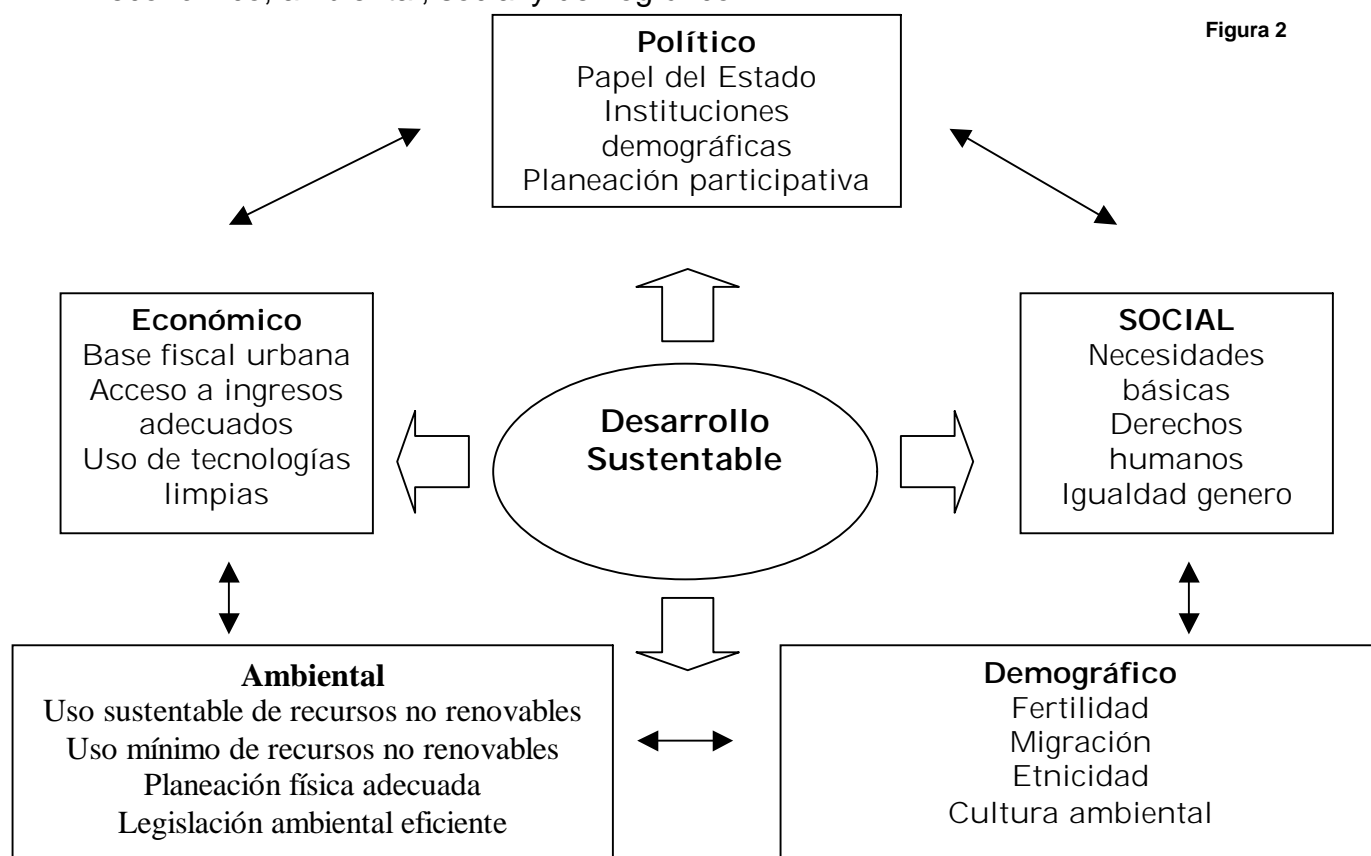 Figura 2
Político
Papel del Estado
Instituciones
demográficas
Planeación participativa
Económico
Base fiscal urbana
Acceso a ingresos
adecuados
Uso de tecnologías
limpias
SOCIAL
Necesidades
básicas
Derechos
humanos
Igualdad genero
Desarrollo
Sustentable
Ambiental
Uso sustentable de recursos no renovables
Uso mínimo de recursos no renovables
Planeación física adecuada
Legislación ambiental eficiente
Demográfico
Fertilidad
Migración
Etnicidad
Cultura ambiental